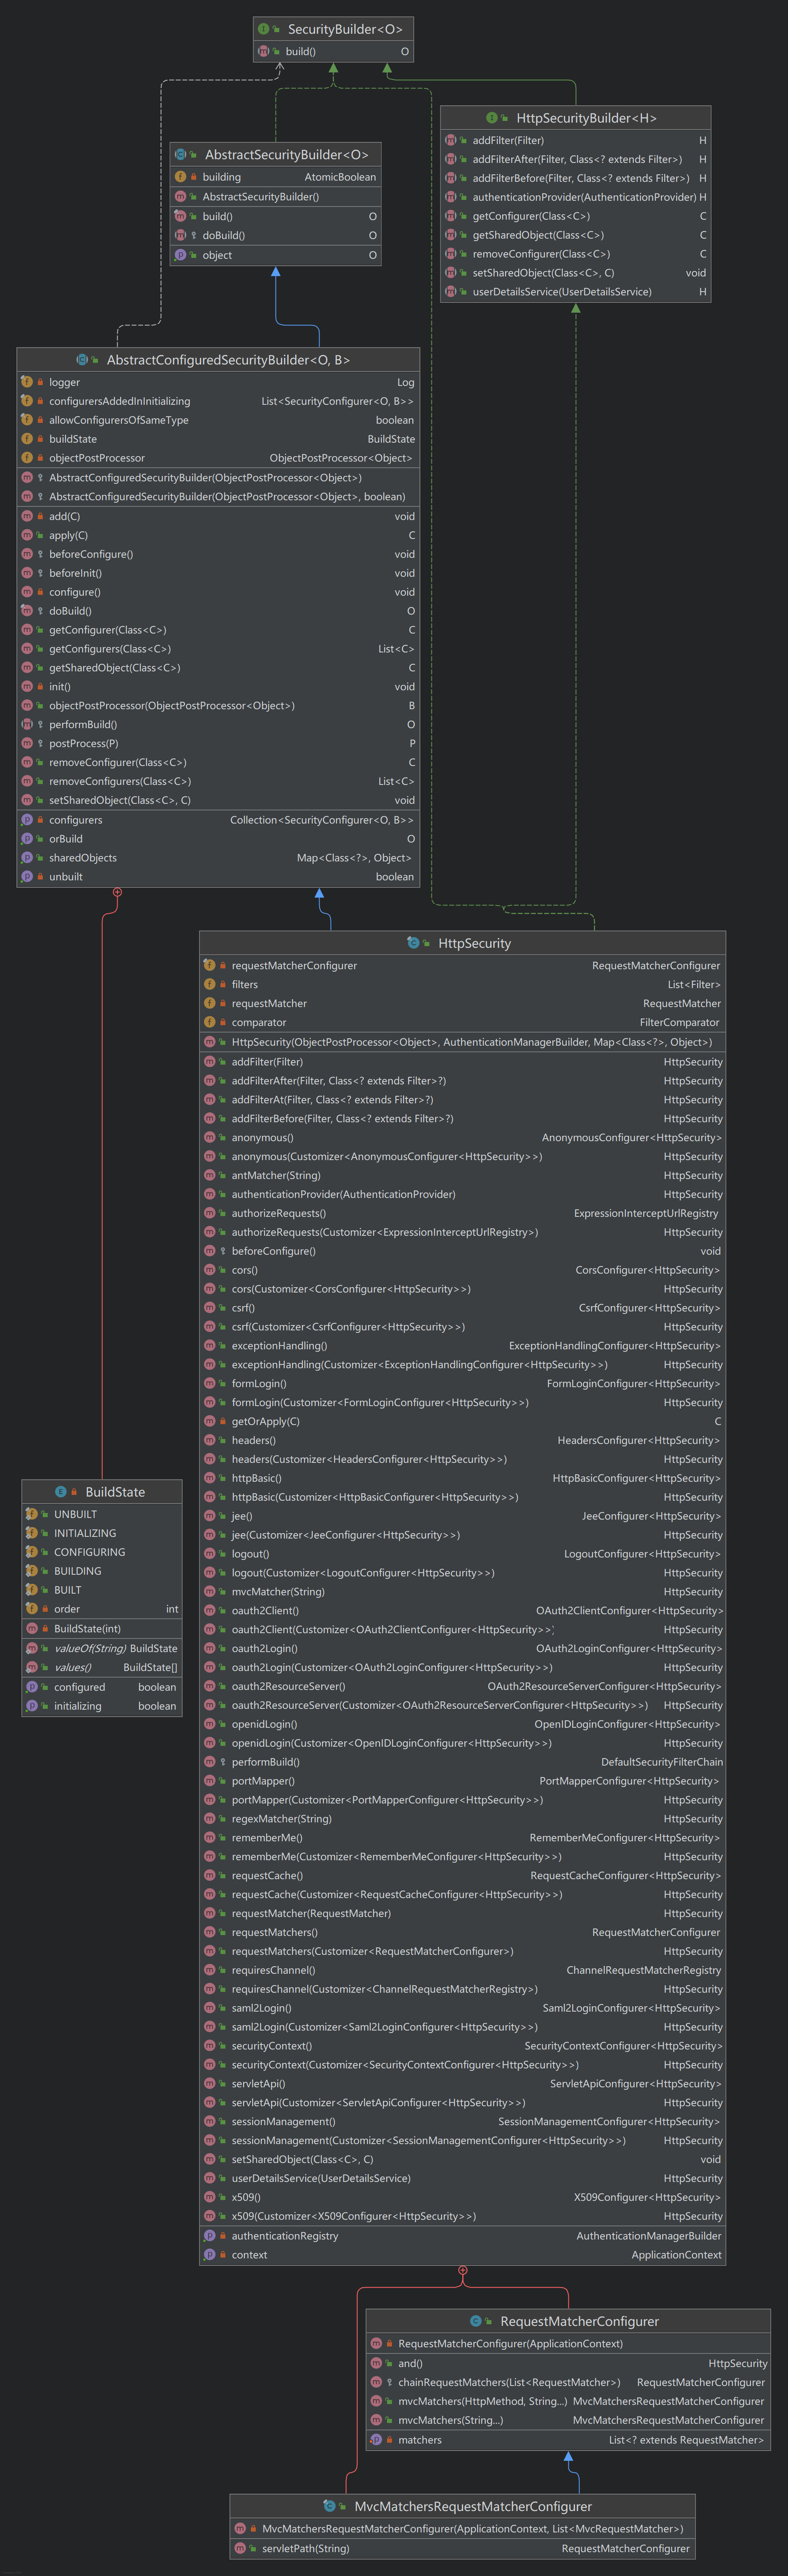 SecurityBuilder<O>
build() O
HttpSecurityBuilder<H>
addFilter(Filter) H
addFilterAfter(Filter, Class<? extends Filter>) H
addFilterBefore(Filter, Class<? extends Filter>) H
authenticationProvider(AuthenticationProvider) H
getConfigurer(Class<C>) C
getSharedObject(Class<C>) C
removeConfigurer(Class<C>) C
setSharedObject(Class<C>, C) void
userDetailsService(UserDetailsService) H
AbstractSecurityBuilder<O>
building AtomicBoolean
AbstractSecurityBuilder()
build() O
doBuild() O
object O
AbstractConfiguredSecurityBuilder<O, B>
logger Log
configurersAddedInInitializing List<SecurityConfigurer<O, B>>
allowConfigurersOfSameType boolean
buildState BuildState
objectPostProcessor ObjectPostProcessor<Object>
AbstractConfiguredSecurityBuilder(ObjectPostProcessor<Object>)
AbstractConfiguredSecurityBuilder(ObjectPostProcessor<Object>, boolean)
add(C) void
apply(C) C
beforeConfigure() void
beforeInit() void
configure() void
doBuild() O
getConfigurer(Class<C>) C
getConfigurers(Class<C>) List<C>
getSharedObject(Class<C>) C
init() void
objectPostProcessor(ObjectPostProcessor<Object>) B
performBuild() O
postProcess(P) P
removeConfigurer(Class<C>) C
removeConfigurers(Class<C>) List<C>
setSharedObject(Class<C>, C) void
configurers Collection<SecurityConfigurer<O, B>>
orBuild O
sharedObjects Map<Class<?>, Object>
unbuilt boolean
HttpSecurity
requestMatcherConfigurer RequestMatcherConfigurer
filters List<Filter>
requestMatcher RequestMatcher
comparator FilterComparator
HttpSecurity(ObjectPostProcessor<Object>, AuthenticationManagerBuilder, Map<Class<?>, Object>)
addFilter(Filter) HttpSecurity
addFilterAfter(Filter, Class<? extends Filter>?) HttpSecurity
addFilterAt(Filter, Class<? extends Filter>?) HttpSecurity
addFilterBefore(Filter, Class<? extends Filter>?) HttpSecurity
anonymous() AnonymousConfigurer<HttpSecurity>
anonymous(Customizer<AnonymousConfigurer<HttpSecurity>>) HttpSecurity
antMatcher(String) HttpSecurity
authenticationProvider(AuthenticationProvider) HttpSecurity
authorizeRequests() ExpressionInterceptUrlRegistry
authorizeRequests(Customizer<ExpressionInterceptUrlRegistry>) HttpSecurity
beforeConfigure() void
cors() CorsConfigurer<HttpSecurity>
cors(Customizer<CorsConfigurer<HttpSecurity>>) HttpSecurity
csrf() CsrfConfigurer<HttpSecurity>
csrf(Customizer<CsrfConfigurer<HttpSecurity>>) HttpSecurity
exceptionHandling() ExceptionHandlingConfigurer<HttpSecurity>
exceptionHandling(Customizer<ExceptionHandlingConfigurer<HttpSecurity>>) HttpSecurity
formLogin() FormLoginConfigurer<HttpSecurity>
formLogin(Customizer<FormLoginConfigurer<HttpSecurity>>) HttpSecurity
getOrApply(C) C
headers() HeadersConfigurer<HttpSecurity>
headers(Customizer<HeadersConfigurer<HttpSecurity>>) HttpSecurity
httpBasic() HttpBasicConfigurer<HttpSecurity>
httpBasic(Customizer<HttpBasicConfigurer<HttpSecurity>>) HttpSecurity
jee() JeeConfigurer<HttpSecurity>
jee(Customizer<JeeConfigurer<HttpSecurity>>) HttpSecurity
logout() LogoutConfigurer<HttpSecurity>
logout(Customizer<LogoutConfigurer<HttpSecurity>>) HttpSecurity
mvcMatcher(String) HttpSecurity
oauth2Client() OAuth2ClientConfigurer<HttpSecurity>
oauth2Client(Customizer<OAuth2ClientConfigurer<HttpSecurity>>) HttpSecurity
oauth2Login() OAuth2LoginConfigurer<HttpSecurity>
oauth2Login(Customizer<OAuth2LoginConfigurer<HttpSecurity>>) HttpSecurity
oauth2ResourceServer() OAuth2ResourceServerConfigurer<HttpSecurity>
oauth2ResourceServer(Customizer<OAuth2ResourceServerConfigurer<HttpSecurity>>) HttpSecurity
openidLogin() OpenIDLoginConfigurer<HttpSecurity>
openidLogin(Customizer<OpenIDLoginConfigurer<HttpSecurity>>) HttpSecurity
performBuild() DefaultSecurityFilterChain
portMapper() PortMapperConfigurer<HttpSecurity>
portMapper(Customizer<PortMapperConfigurer<HttpSecurity>>) HttpSecurity
regexMatcher(String) HttpSecurity
rememberMe() RememberMeConfigurer<HttpSecurity>
rememberMe(Customizer<RememberMeConfigurer<HttpSecurity>>) HttpSecurity
requestCache() RequestCacheConfigurer<HttpSecurity>
requestCache(Customizer<RequestCacheConfigurer<HttpSecurity>>) HttpSecurity
requestMatcher(RequestMatcher) HttpSecurity
requestMatchers() RequestMatcherConfigurer
requestMatchers(Customizer<RequestMatcherConfigurer>) HttpSecurity
requiresChannel() ChannelRequestMatcherRegistry
requiresChannel(Customizer<ChannelRequestMatcherRegistry>) HttpSecurity
saml2Login() Saml2LoginConfigurer<HttpSecurity>
saml2Login(Customizer<Saml2LoginConfigurer<HttpSecurity>>) HttpSecurity
securityContext() SecurityContextConfigurer<HttpSecurity>
securityContext(Customizer<SecurityContextConfigurer<HttpSecurity>>) HttpSecurity
servletApi() ServletApiConfigurer<HttpSecurity>
servletApi(Customizer<ServletApiConfigurer<HttpSecurity>>) HttpSecurity
sessionManagement() SessionManagementConfigurer<HttpSecurity>
sessionManagement(Customizer<SessionManagementConfigurer<HttpSecurity>>) HttpSecurity
setSharedObject(Class<C>, C) void
userDetailsService(UserDetailsService) HttpSecurity
x509() X509Configurer<HttpSecurity>
x509(Customizer<X509Configurer<HttpSecurity>>) HttpSecurity
authenticationRegistry AuthenticationManagerBuilder
context ApplicationContext
BuildState
UNBUILT
INITIALIZING
CONFIGURING
BUILDING
BUILT
order int
BuildState(int)
valueOf(String) BuildState
values() BuildState[]
configured boolean
initializing boolean
RequestMatcherConfigurer
RequestMatcherConfigurer(ApplicationContext)
and() HttpSecurity
chainRequestMatchers(List<RequestMatcher>) RequestMatcherConfigurer
mvcMatchers(HttpMethod, String...) MvcMatchersRequestMatcherConfigurer
mvcMatchers(String...) MvcMatchersRequestMatcherConfigurer
matchers List<? extends RequestMatcher>
MvcMatchersRequestMatcherConfigurer
MvcMatchersRequestMatcherConfigurer(ApplicationContext, List<MvcRequestMatcher>)
servletPath(String) RequestMatcherConfigurer